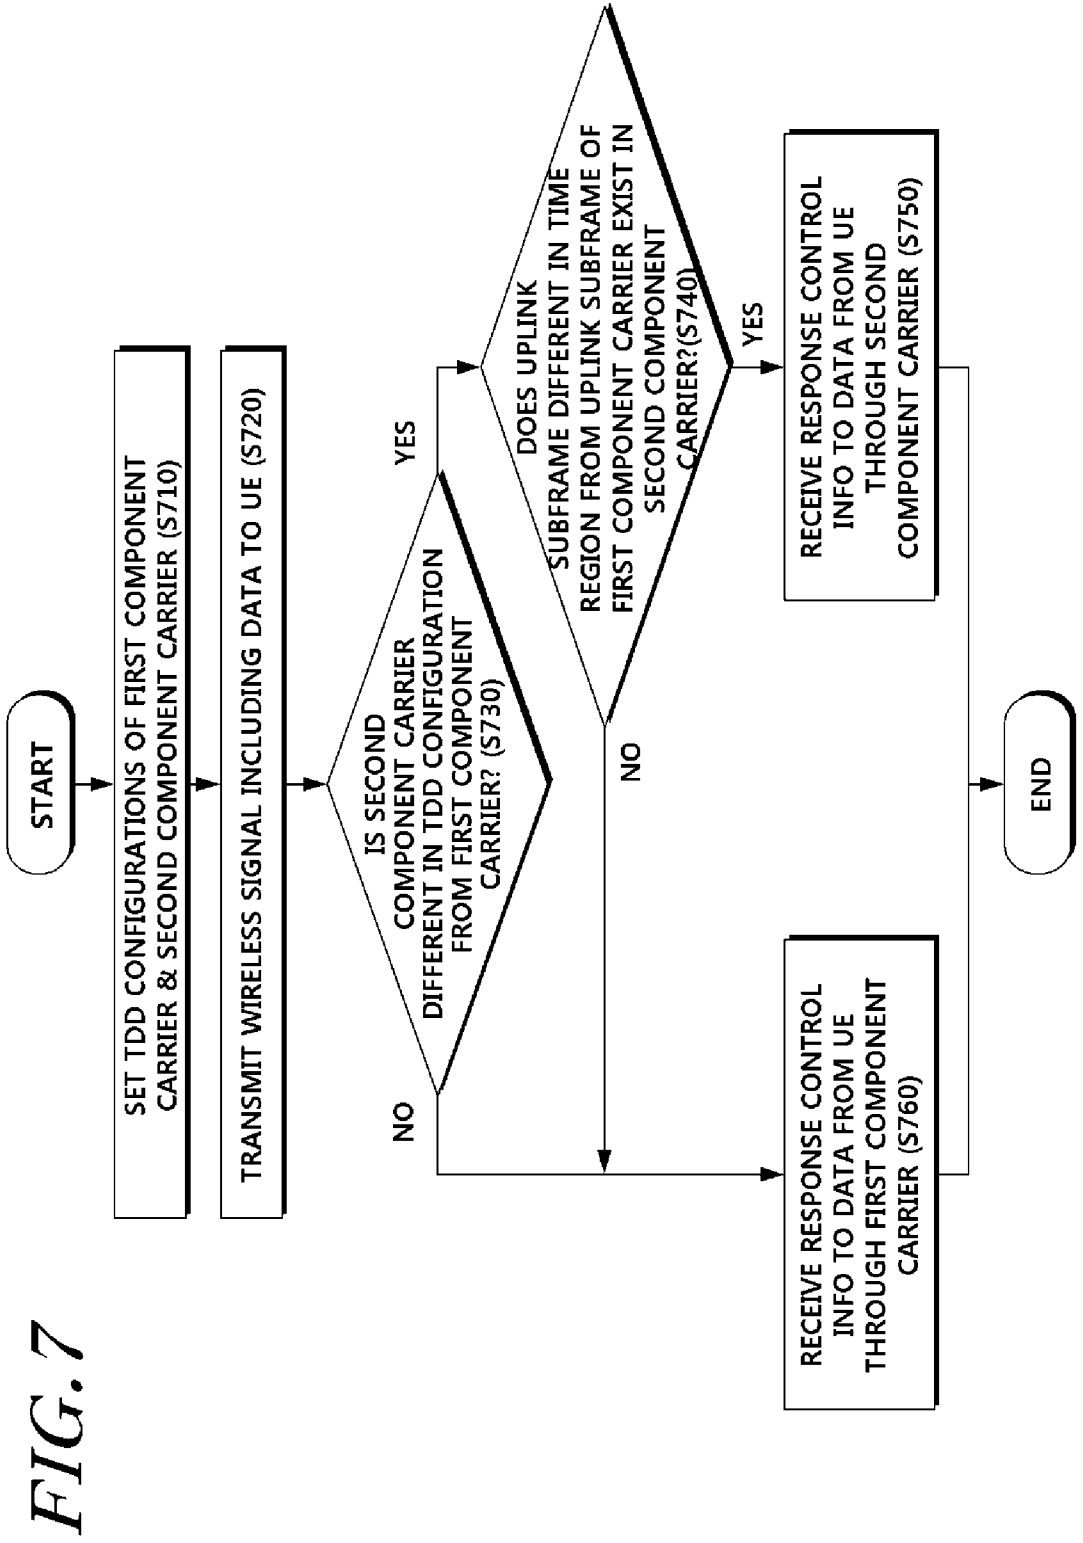 FIG.7
START
SET TDD CONFIGURATIONS OF FIRST COMPONENT
CARRIER & SECOND COMPONENT CARRIER (S710)
TRANSMIT WIRELESS SIGNAL INCLUDING DATA TO UE (S720)
IS SECOND
COMPONENT CARRIER
DIFFERENT IN TDD CONFIGURATION
FROM FIRST COMPONENT
CARRIER? (S730)
NO
YES
DOES UPLINK
SUBFRAME DIFFERENT IN TIME
REGION FROM UPLINK SUBFRAME OF
FIRST COMPONENT CARRIER EXIST IN
SECOND COMPONENT
CARRIER?(S740)
NO
YES
RECEIVE RESPONSE CONTROL
INFO TO DATA FROM UE
THROUGH FIRST COMPONENT
CARRIER (S760)
RECEIVE RESPONSE CONTROL
INFO TO DATA FROM UE
THROUGH SECOND
COMPONENT CARRIER (S750)
END